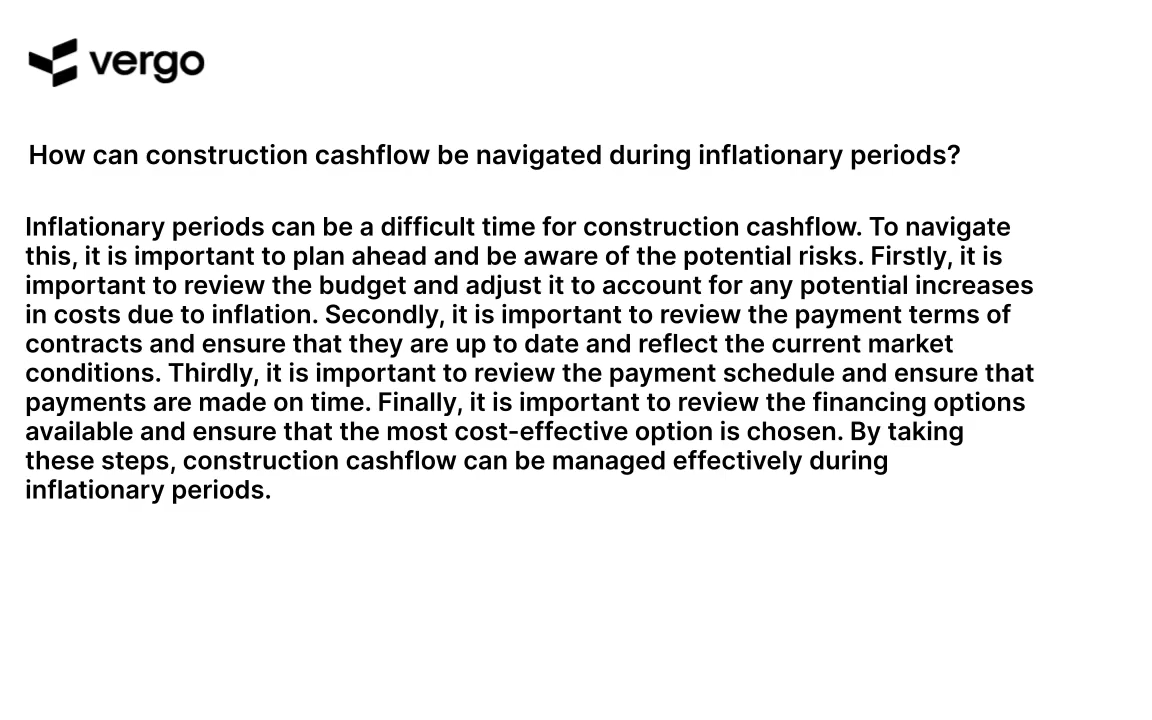 vergo
How can construction cashflow be navigated during inflationary periods?
Inflationary periods can be a difficult time for construction cashflow. To navigate
this, it is important to plan ahead and be aware of the potential risks. Firstly, it is
important to review the budget and adjust it to account for any potential increases
in costs due to inflation. Secondly, it is important to review the payment terms of
contracts and ensure that they are up to date and reflect the current market
conditions. Thirdly, it is important to review the payment schedule and ensure that
payments are made on time. Finally, it is important to review the financing options
available and ensure that the most cost-effective option is chosen. By taking
these steps, construction cashflow can be managed effectively during
inflationary periods.